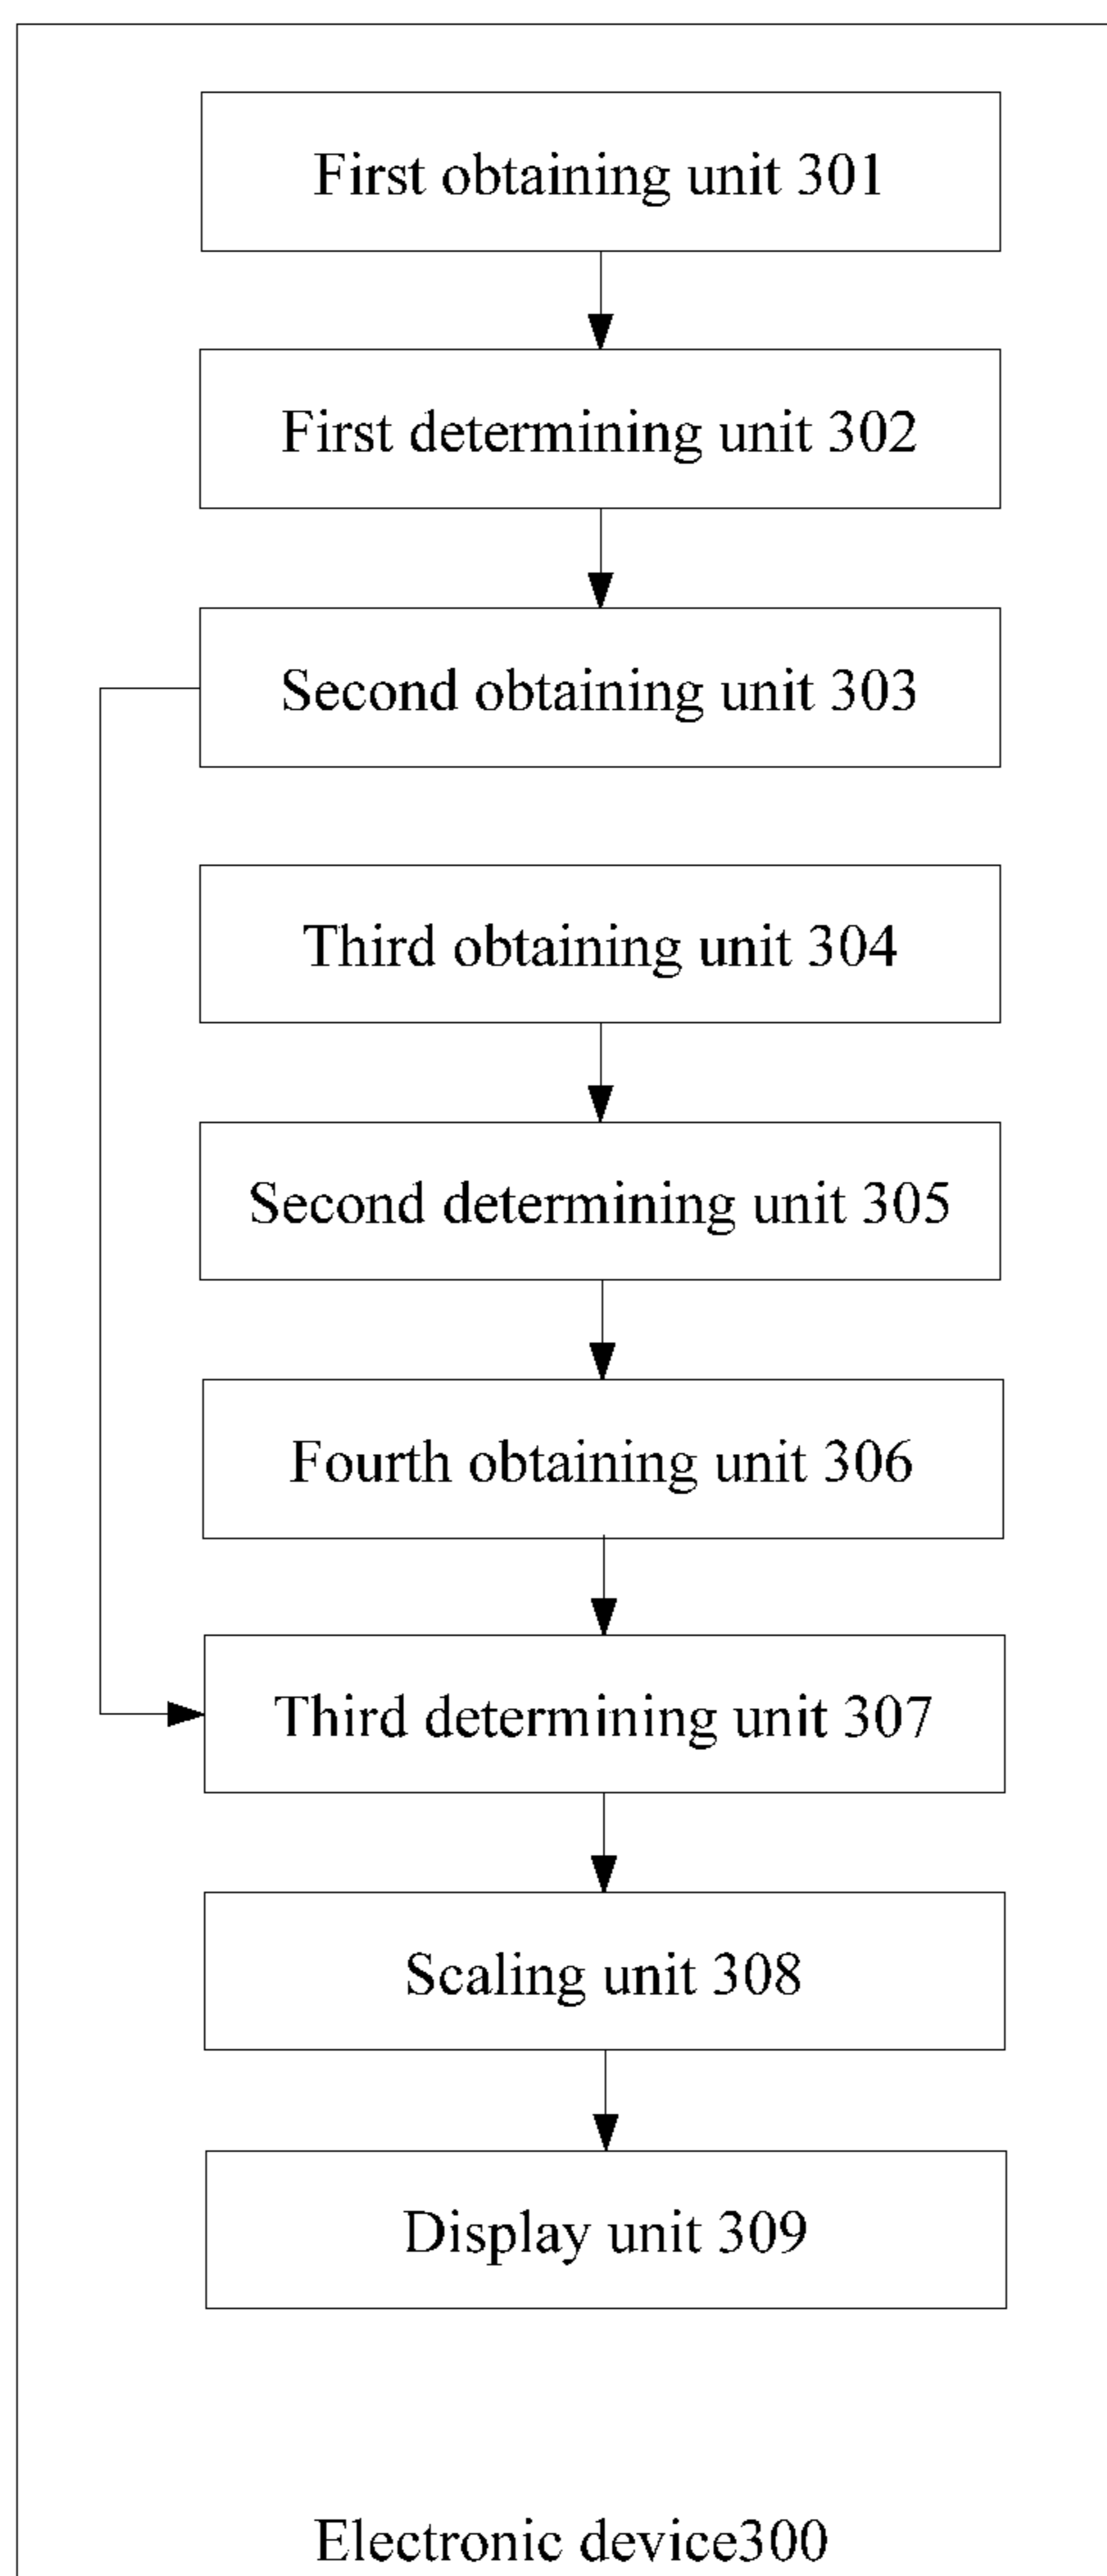 First obtaining unit 301
First determining unit 302
Second obtaining unit 303
Third obtaining unit 304
Second determining unit 305
Fourth obtaining unit 306
Third determining unit 307
Scaling unit 308
Display unit 309
Electronic device300